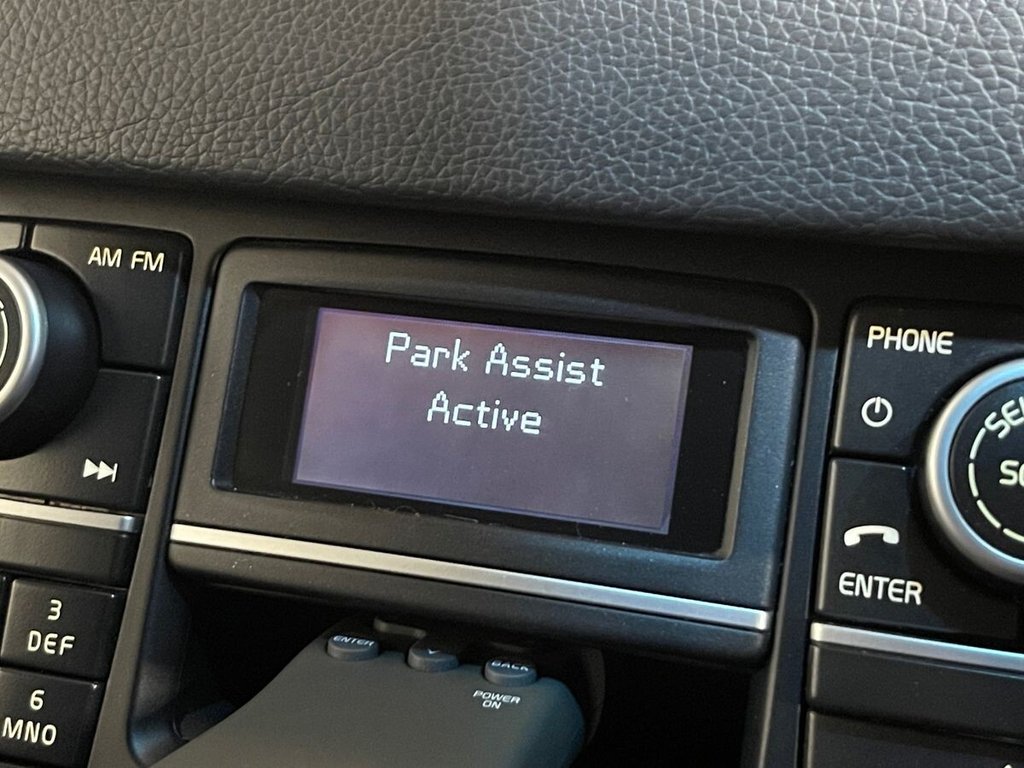 AM FM
Park Assist
Active
PHONE
ENTER
3
DEF
6
MNO
ENTER
BACK
POWER
ON